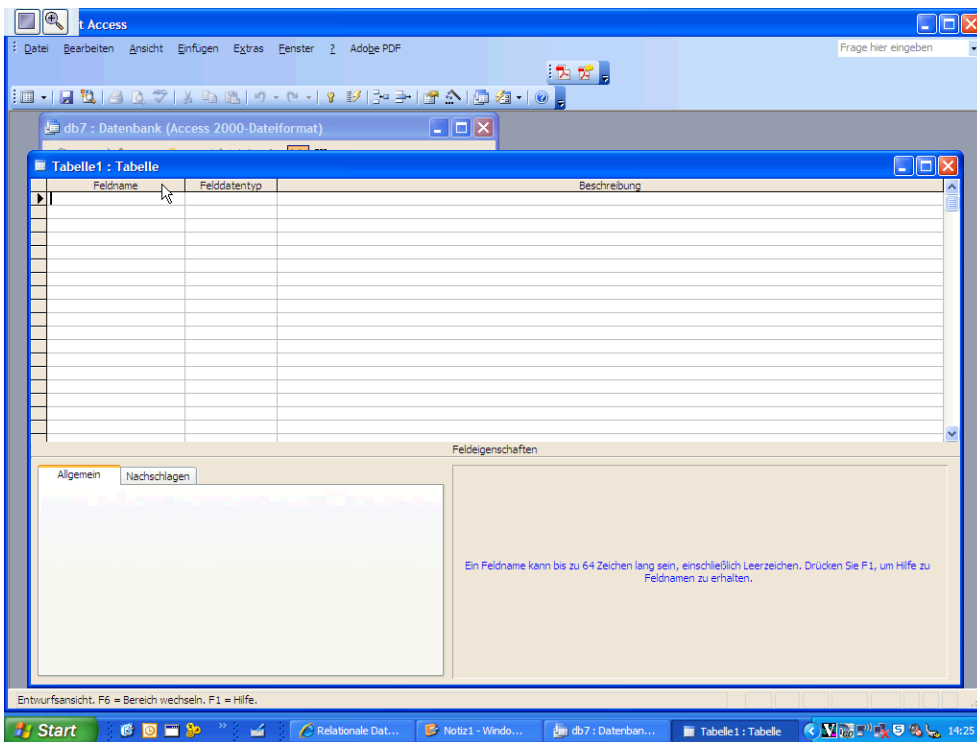 t Access
Datei Bearbeiten Ansicht Einfügen Extras Fenster ? Adobe PDF
Frage hier eingeben
db7 : Datenbank (Access 2000-Dateiformat)
Tabelle1 : Tabelle
Feldname Felddatentyp Beschreibung
Feldeigenschaften
Allgemein Nachschlagen
Ein Feldname kann bis zu 64 Zeichen lang sein, einschließlich Leerzeichen. Drücken Sie F1, um Hilfe zu
Feldnamen zu erhalten.
Entwurfsansicht. F6 = Bereich wechseln. F1 = Hilfe.
Start Relationale Dat... Notiz1 - Windo... db7 : Datenban... Tabelle1 : Tabelle 14:25